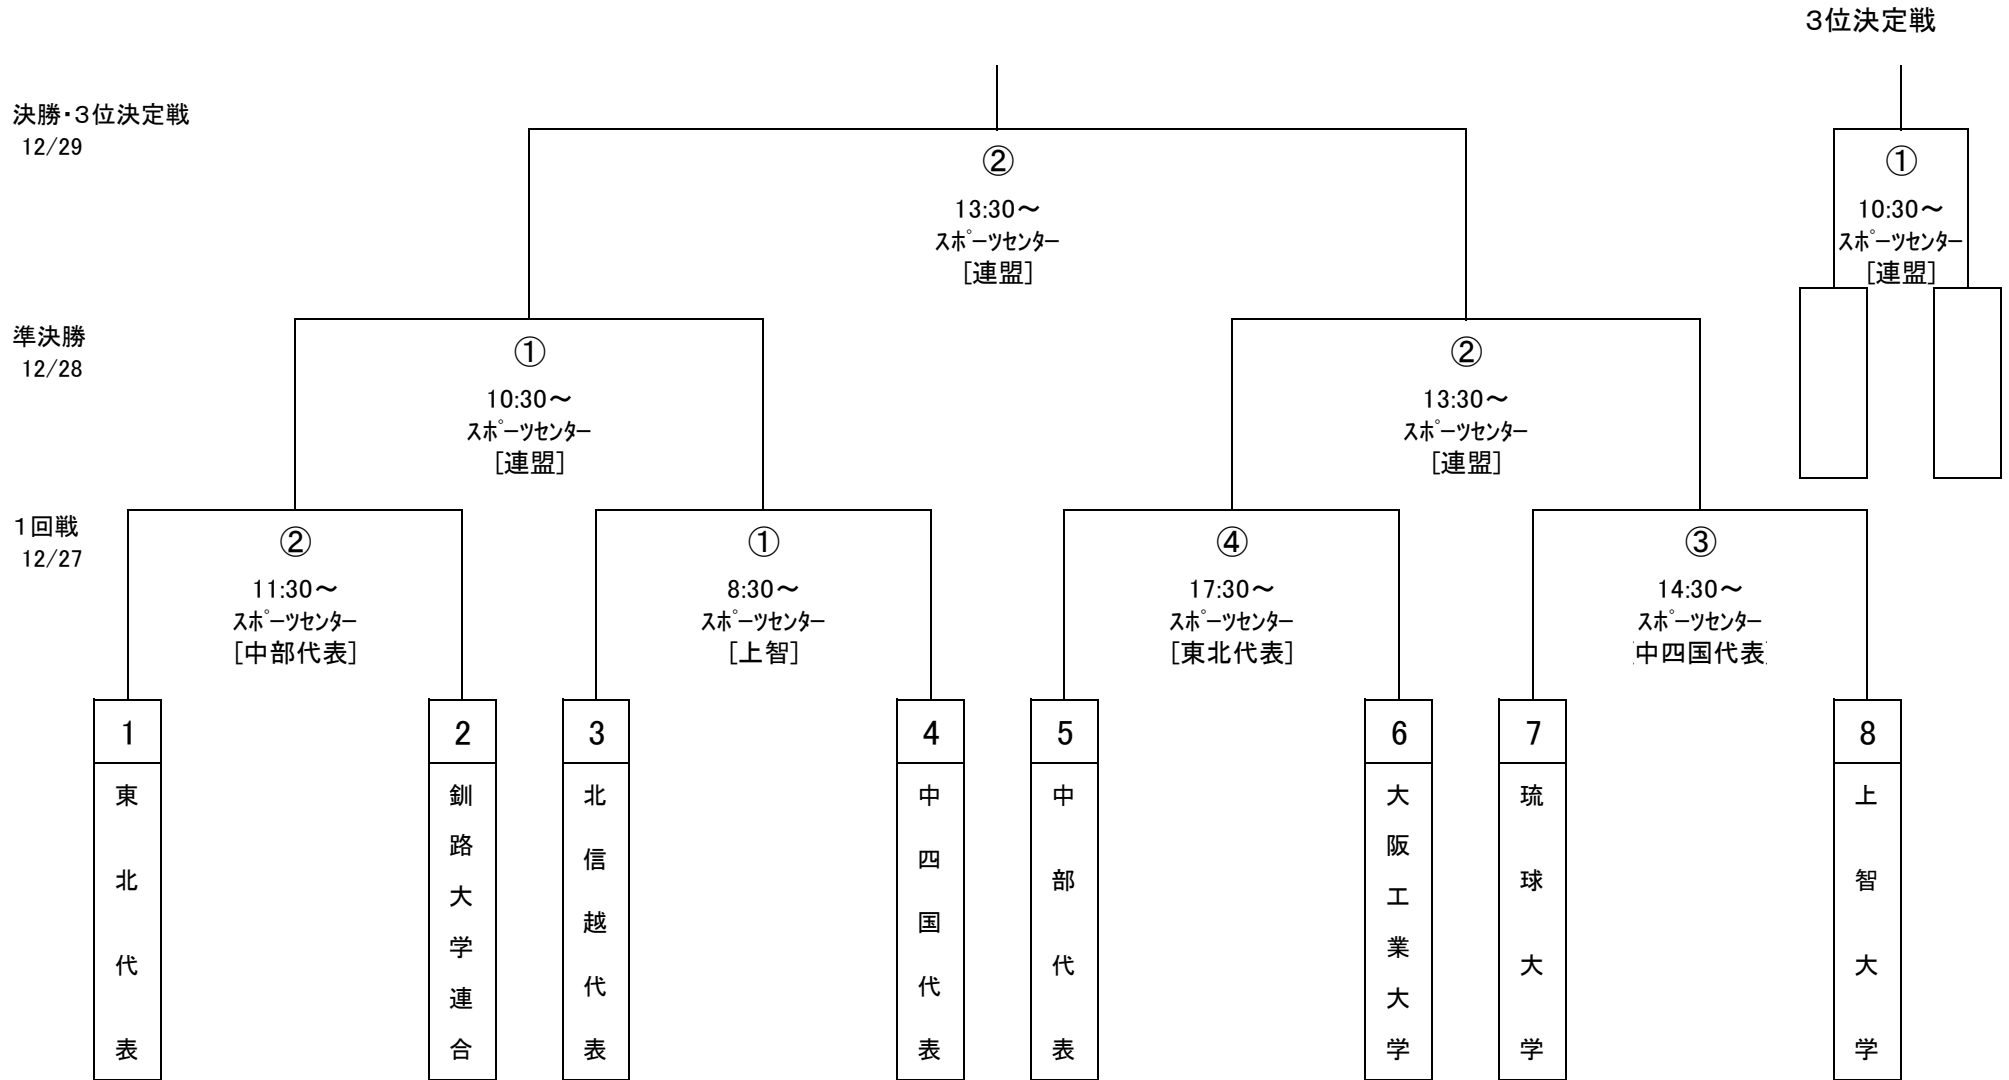 3位決定戦
決勝・3位決定戦
12/29
②
13:30～
スポーツセンター
[連盟]
①
10:30～
スポーツセンター
[連盟]
準決勝
12/28
①
10:30～
スポーツセンター
[連盟]
②
13:30～
スポーツセンター
[連盟]
1回戦
12/27
②
11:30～
スポーツセンター
[中部代表]
①
8:30～
スポーツセンター
[上智]
④
17:30～
スポーツセンター
[東北代表]
③
14:30～
スポーツセンター
[中四国代表]
1
東北代表
2
釧路大学連合
3
北信越代表
4
中四国代表
5
中部代表
6
大阪工業大学
7
琉球大学
8
上智大学